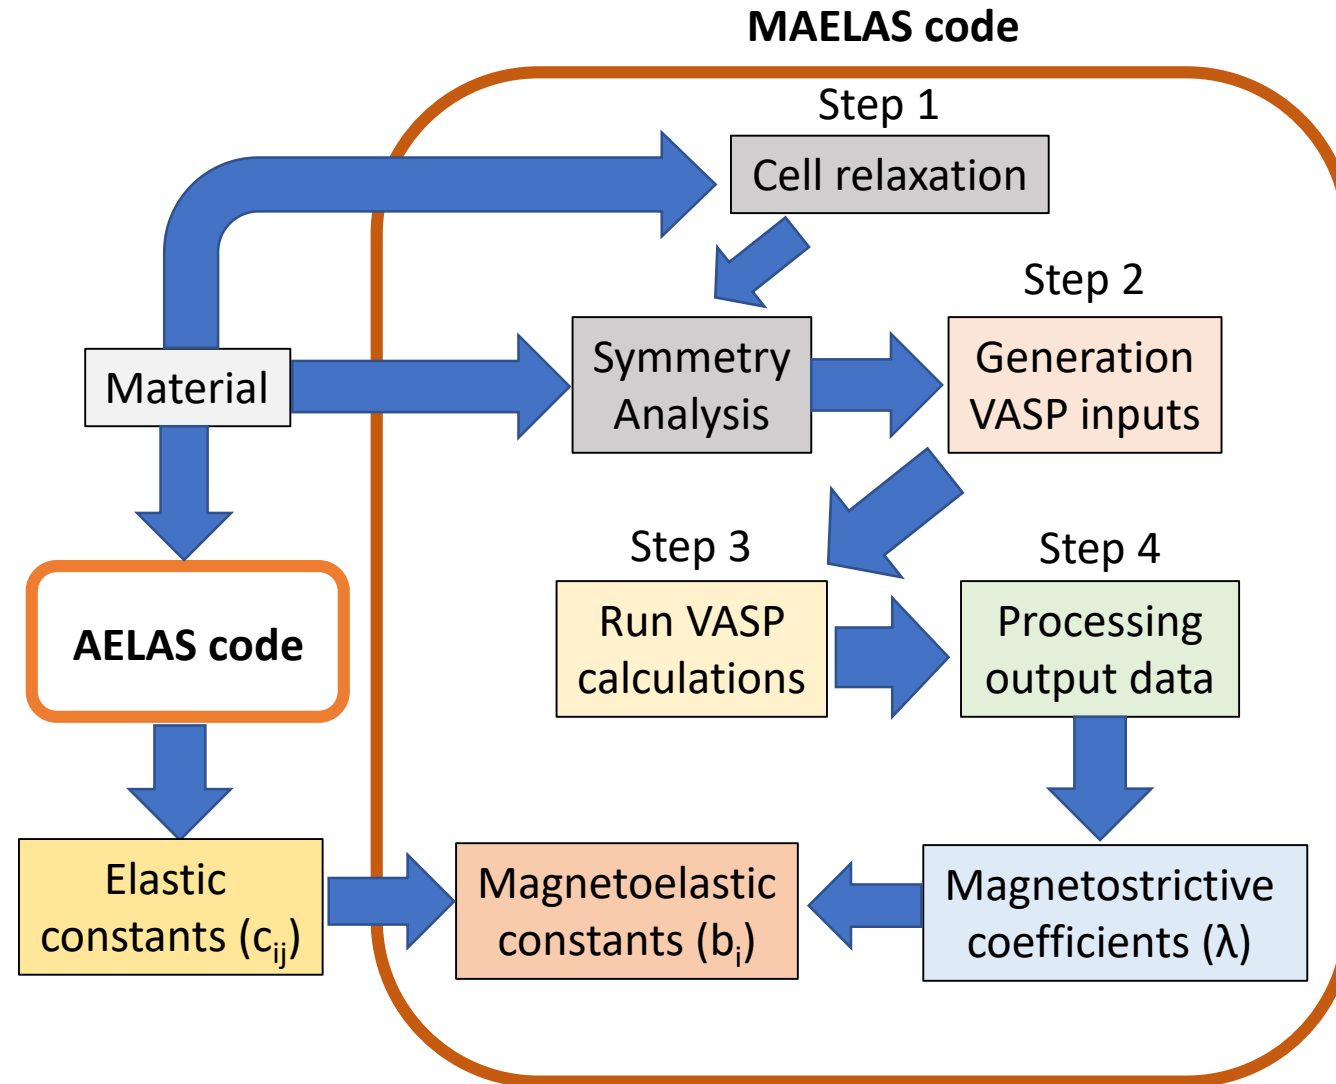 MAELAS code
Step 1
Cell relaxation
Step 2
Material
Symmetry
Analysis
Generation
VASP inputs
Step 3
Step 4
AELAS code
Run VASP
calculations
Processing
output data
Elastic
constants (cᵢⱼ)
Magnetoelastic
constants (bᵢ)
Magnetostrictive
coefficients (λ)